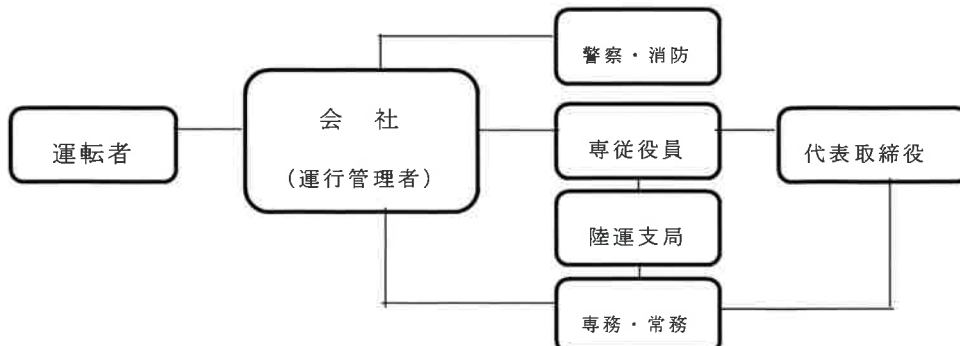 警察・消防
会 社
運転者
専従役員
代表取締役
(運行管理者)
陸運支局
専務・常務